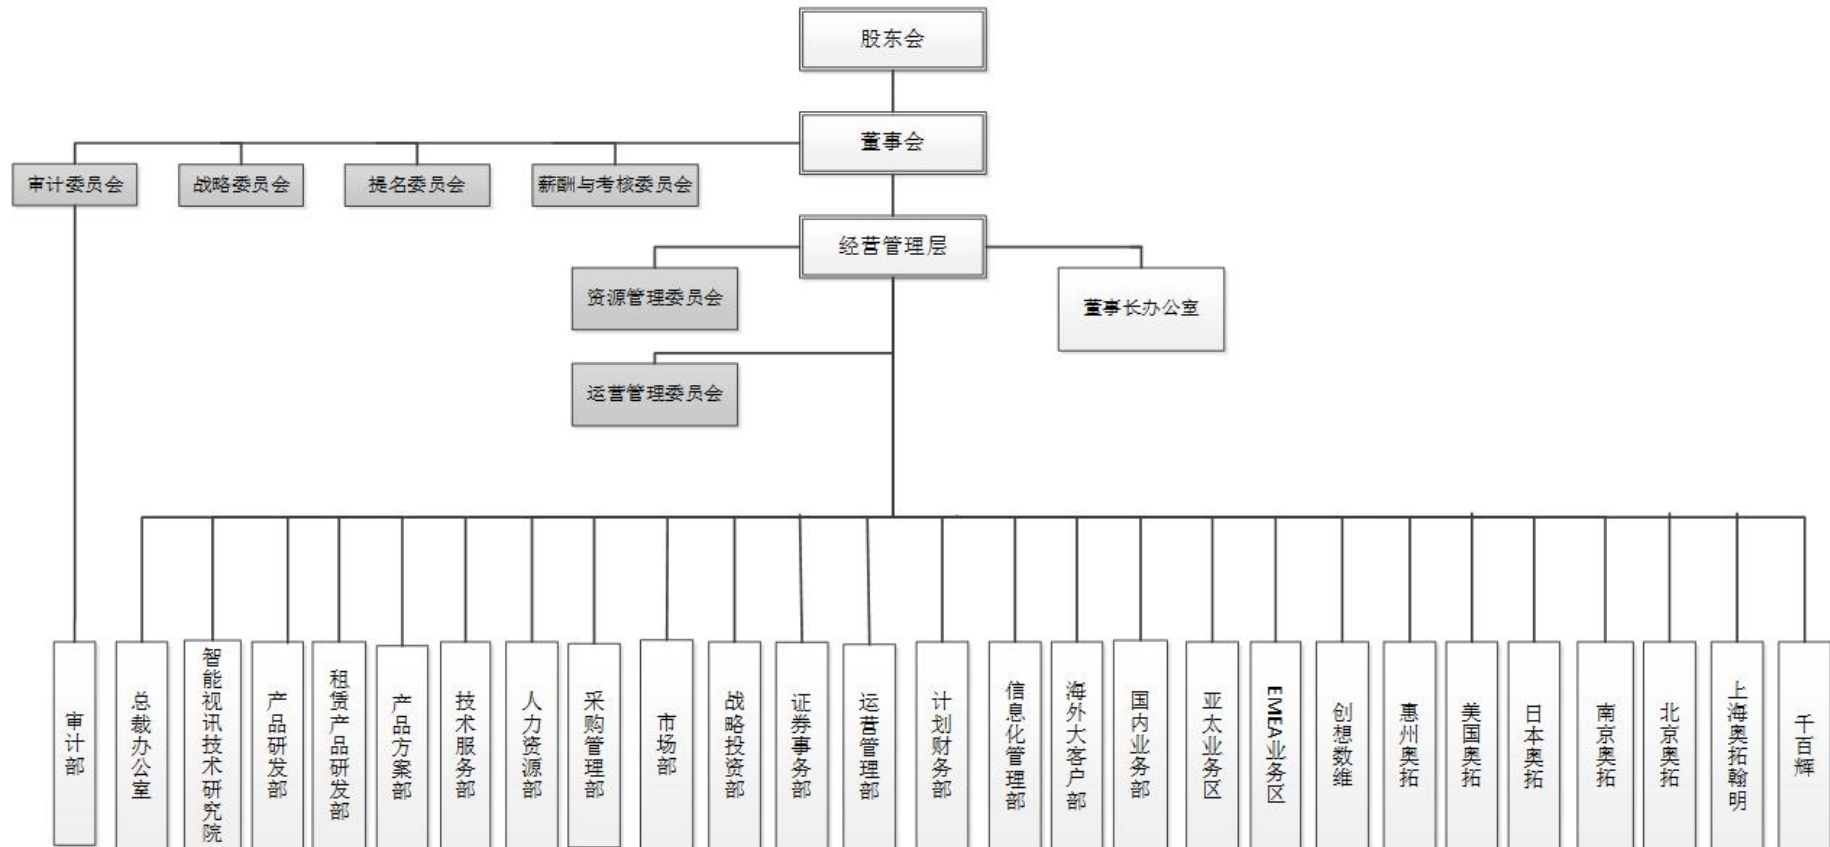 股东会
董事会
审计委员会
战略委员会
提名委员会
薪酬与考核委员会
经营管理层
资源管理委员会
董事长办公室
运营管理委员会
审计部
总裁办公室
智能视讯技术研究院
产品研发部
租赁产品研发部
产品方案部
技术服务部
人力资源部
采购管理部
市场部
战略投资部
证券事务部
运营管理部
计划财务部
信息化管理部
海外大客户部
国内业务部
亚太业务区
EMEA业务区
创想数维
惠州奥拓
美国奥拓
日本奥拓
南京奥拓
北京奥拓
上海奥拓翰明
千百辉